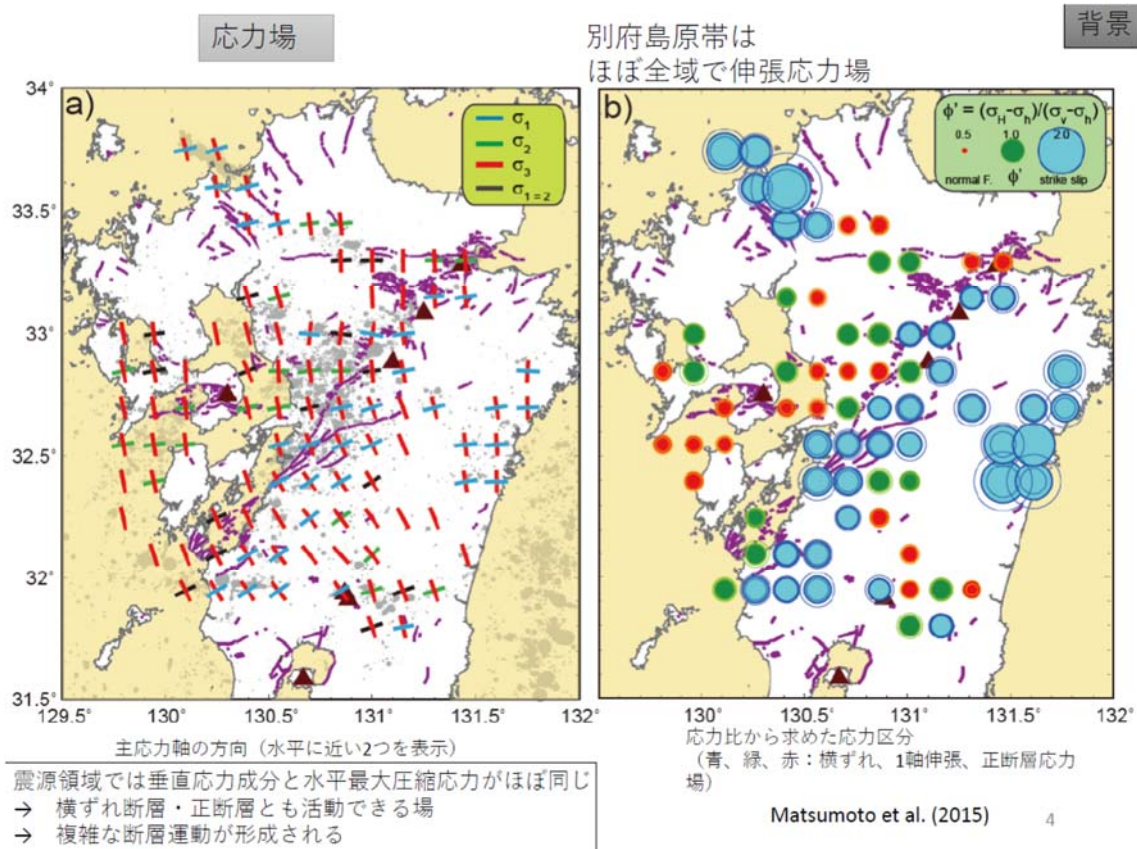 応力場
別府島原帯は
ほぼ全域で伸張応力場
背景
a)
σ1
σ2
σ3
σ1=2
34°
33.5°
33°
32.5°
32°
31.5°
129.5°
130°
130.5°
131°
131.5°
132°
主応力軸の方向（水平に近い2つを表示）
b)
ϕ' = (σH-σh)/(σv-σh)
0.5 1.0 2.0
normal F. ϕ' strike slip
130°
130.5°
131°
131.5°
132°
応力比から求めた応力区分
（青、緑、赤：横ずれ、1軸伸張、正断層応力
場）
震源領域では垂直応力成分と水平最大圧縮応力がほぼ同じ
→ 横ずれ断層・正断層とも活動できる場
→ 複雑な断層運動が形成される
Matsumoto et al. (2015)
4